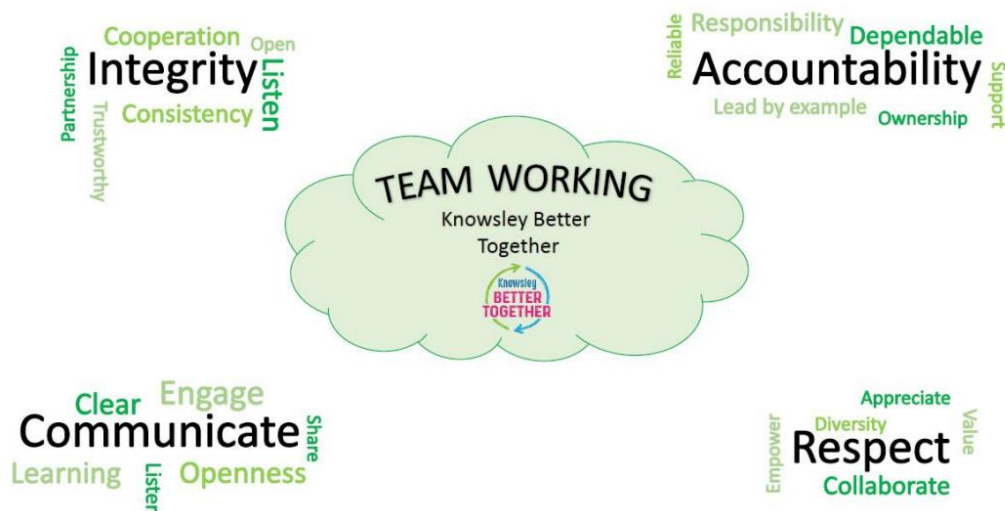 Cooperation
Open
Partnership
Integrity
Listen
Trustworthy
Consistency
Reliable
Responsibility
Dependable
Accountability
Support
Lead by example
Ownership
TEAM WORKING
Knowsley Better
Together
Knowsley
BETTER
TOGETHER
Clear
Engage
Communicate
Share
Learning
Listen
Openness
Appreciate
Empower
Diversity
Value
Respect
Collaborate